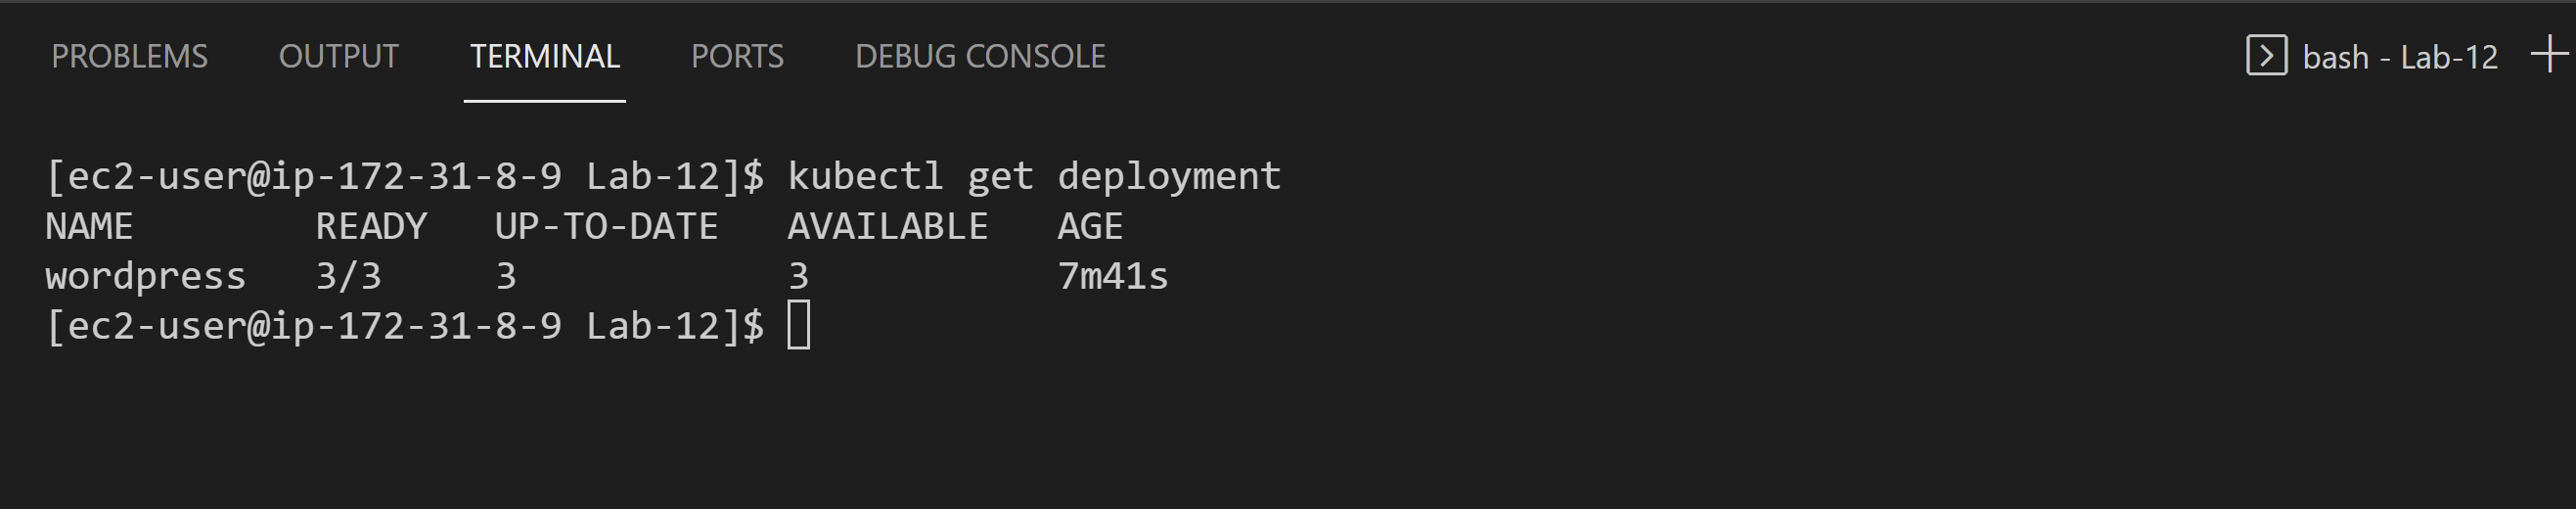 PROBLEMS OUTPUT TERMINAL PORTS DEBUG CONSOLE bash - Lab-12
[ec2-user@ip-172-31-8-9 Lab-12]$ kubectl get deployment
NAME        READY   UP-TO-DATE   AVAILABLE   AGE
wordpress   3/3     3            3           7m41s
[ec2-user@ip-172-31-8-9 Lab-12]$